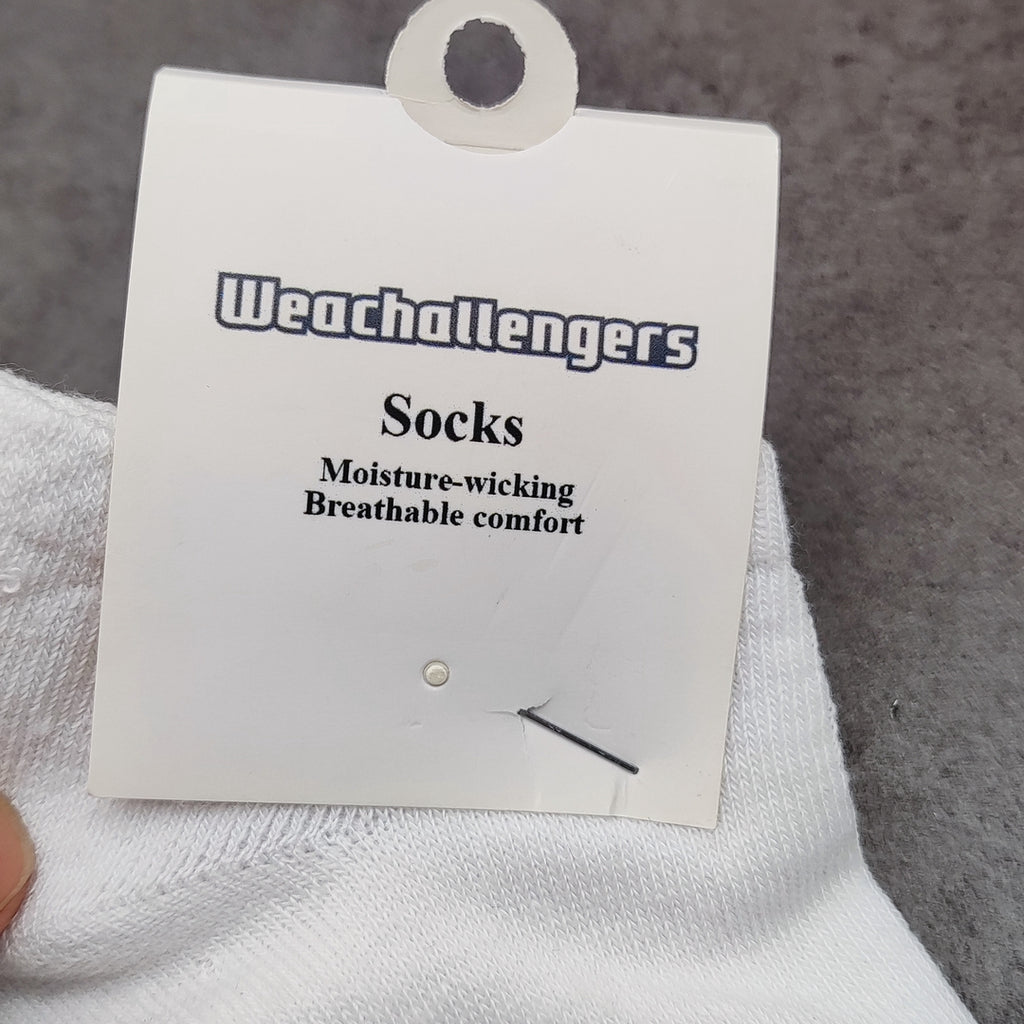 Weachallengers
Socks
Moisture-wicking
Breathable comfort